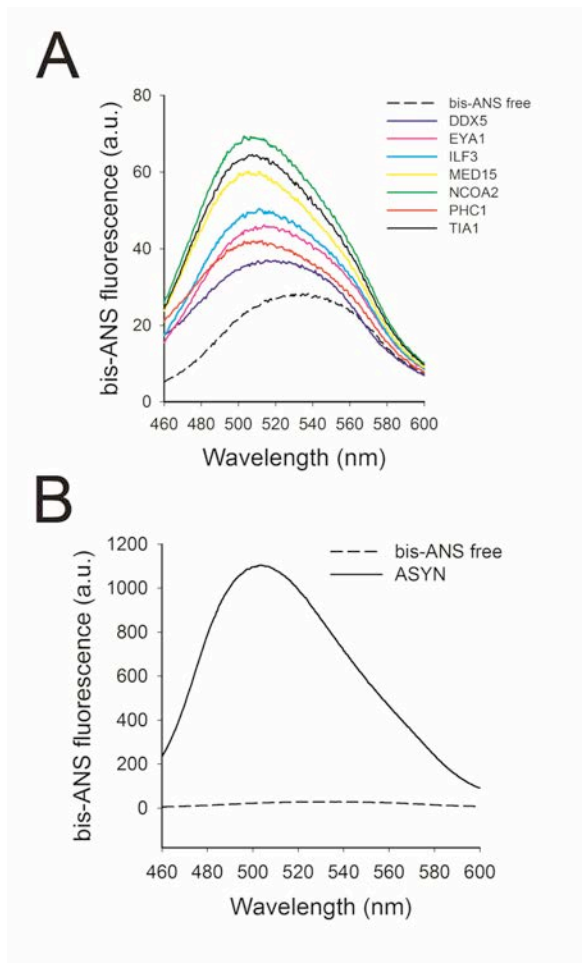 A
bis-ANS fluorescence (a.u.)
80
60
40
20
0
bis-ANS free
DDX5
EYA1
ILF3
MED15
NCOA2
PHC1
TIA1
460 480 500 520 540 560 580 600
Wavelength (nm)
B
bis-ANS fluorescence (a.u.)
1200
1000
800
600
400
200
0
bis-ANS free
ASYN
460 480 500 520 540 560 580 600
Wavelength (nm)